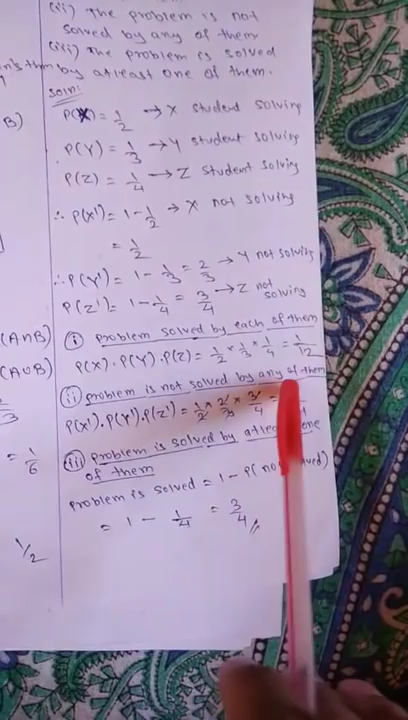 (ii) The problem is not
solved by any of them
(iii) The problem is solved
by atleast one of them.
Soln:
P(X) = 1/2 → X student solving
P(Y) = 1/3 → Y student solving
P(Z) = 1/4 → Z student solving
∴ P(X') = 1 - 1/2 → X not solving
= 1/2
∴ P(Y') = 1 - 1/3 = 2/3 → Y not solving
P(Z') = 1 - 1/4 = 3/4 → Z not solving
(i) problem solved by each of them
P(X) . P(Y) . P(Z) = 1/2 × 1/3 × 1/4 = 1/12
(ii) problem is not solved by any of them
P(X') . P(Y') . P(Z') = 1/2 × 2/3 × 3/4 =
(iii) problem is solved by atleast one
of them
problem is solved = 1 - P(not solved)
= 1 - 1/4 = 3/4 //
B)
(A∩B)
(A∪B)
= 1/6
1/2